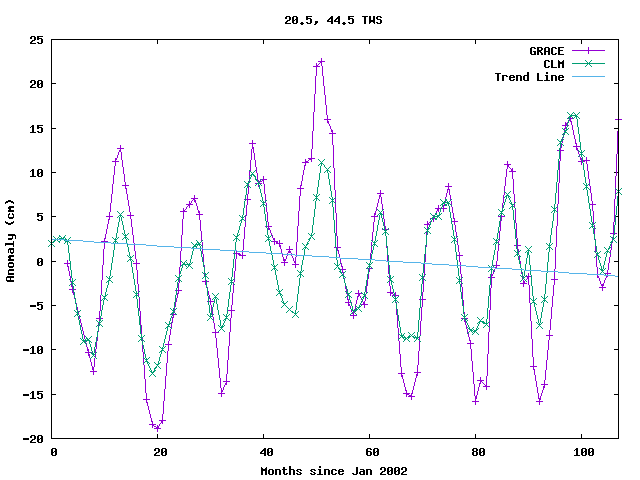 20.5, 44.5 TWS
GRACE
CLM
Trend Line
25
20
15
10
5
0
-5
-10
-15
-20
Anomaly (cm)
0 20 40 60 80 100
Months since Jan 2002